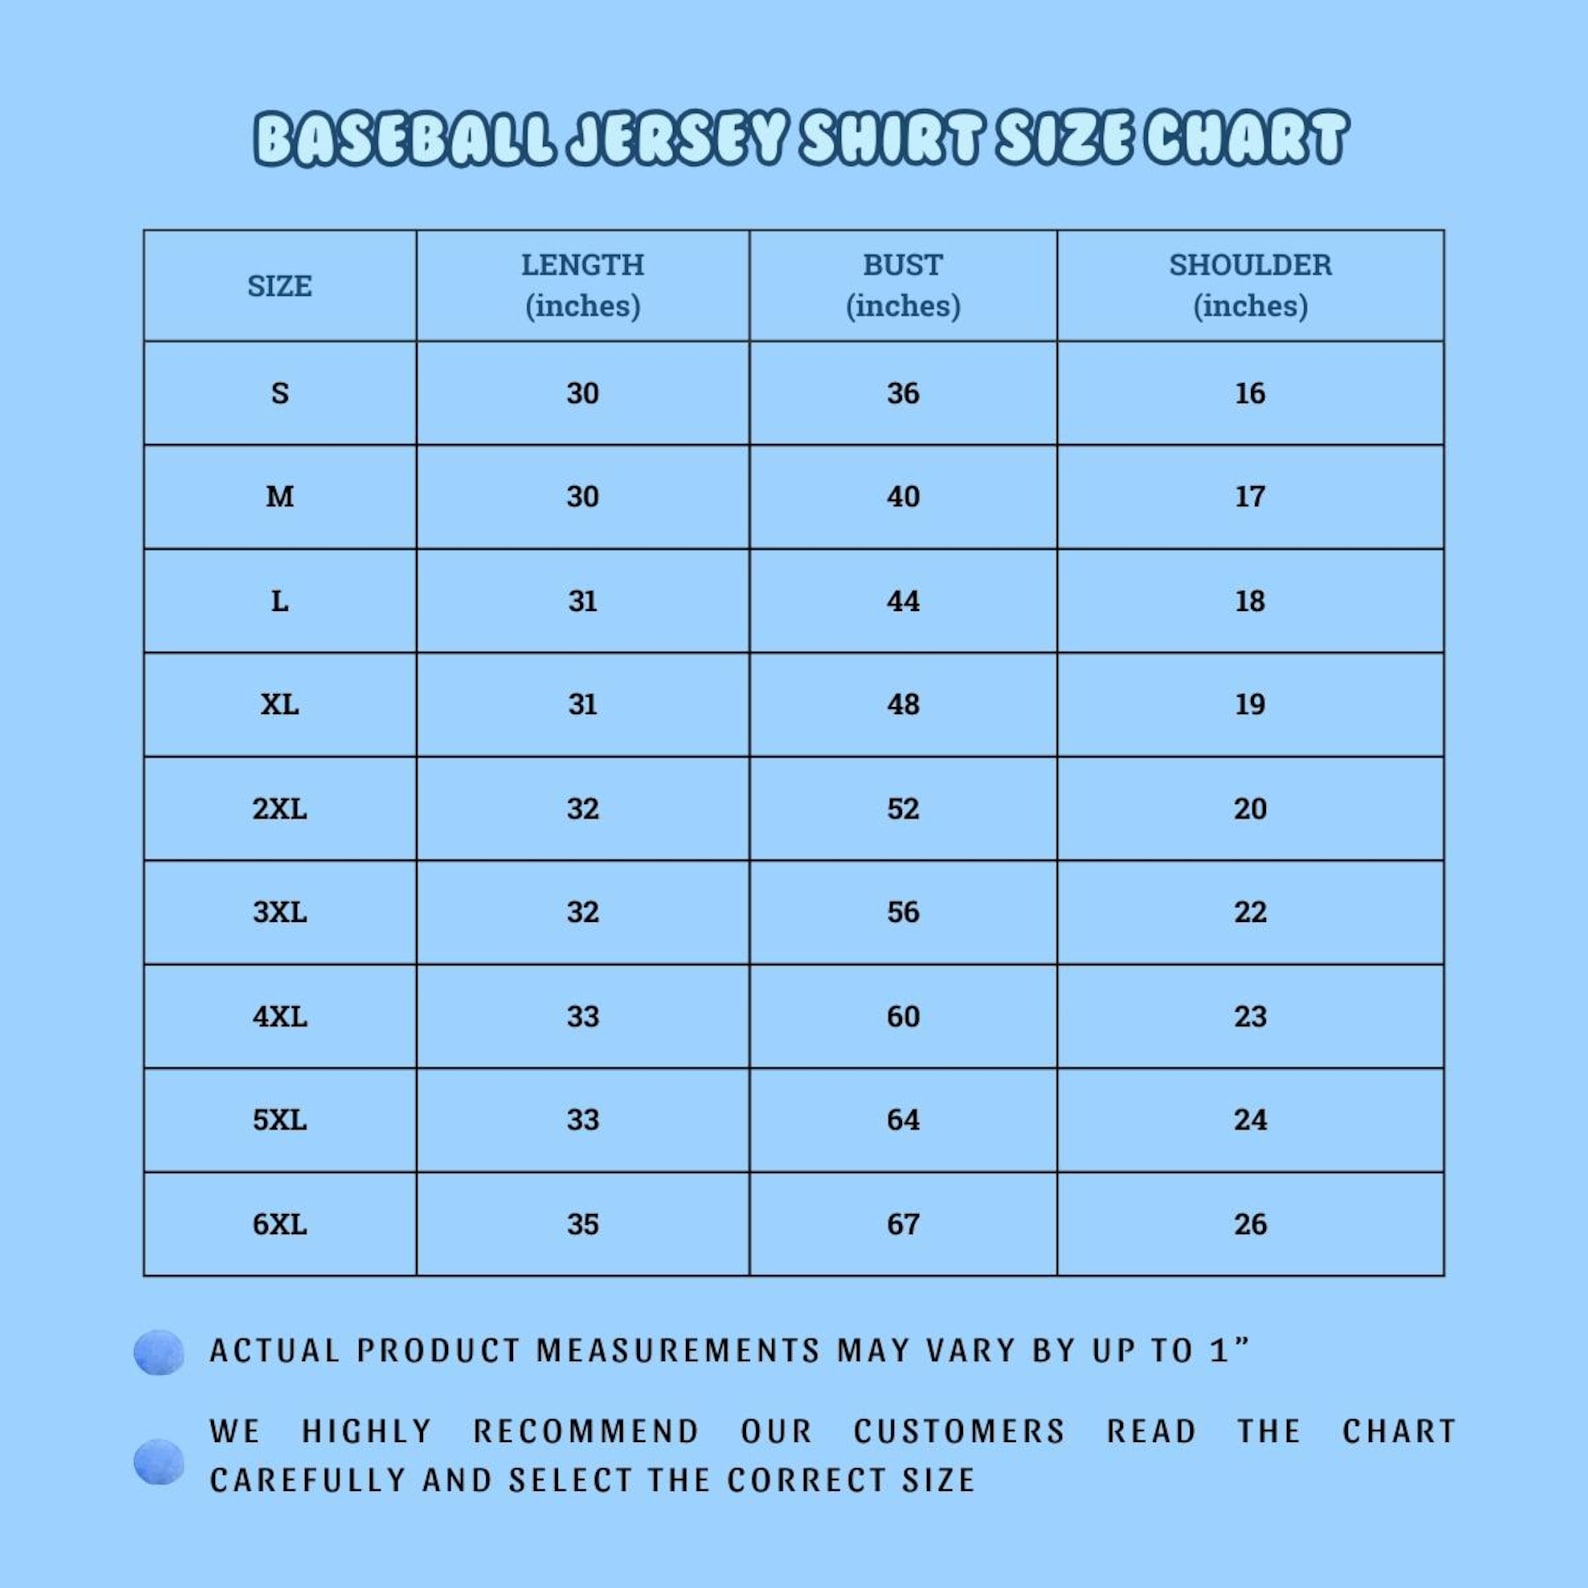 BASEBALL JERSEY SHIRT SIZE CHART
SIZE LENGTH (inches) BUST (inches) SHOULDER (inches)
S 30 36 16
M 30 40 17
L 31 44 18
XL 31 48 19
2XL 32 52 20
3XL 32 56 22
4XL 33 60 23
5XL 33 64 24
6XL 35 67 26
ACTUAL PRODUCT MEASUREMENTS MAY VARY BY UP TO 1”
WE HIGHLY RECOMMEND OUR CUSTOMERS READ THE CHART
CAREFULLY AND SELECT THE CORRECT SIZE